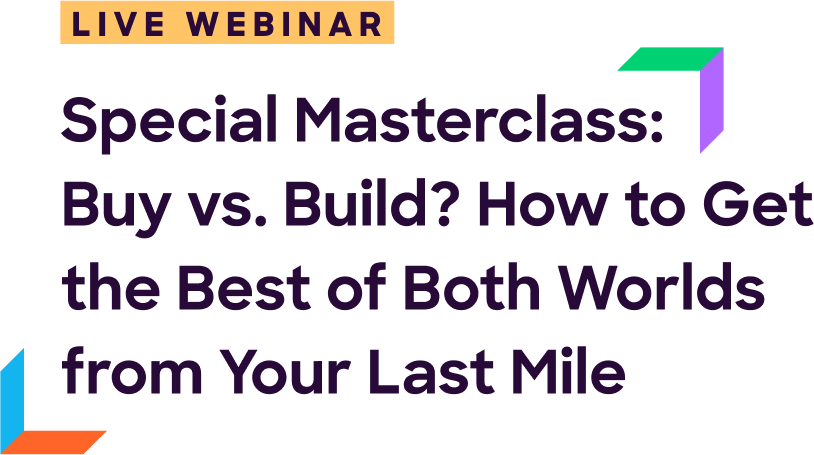 LIVE WEBINAR
Special Masterclass:
Buy vs. Build? How to Get
the Best of Both Worlds
from Your Last Mile